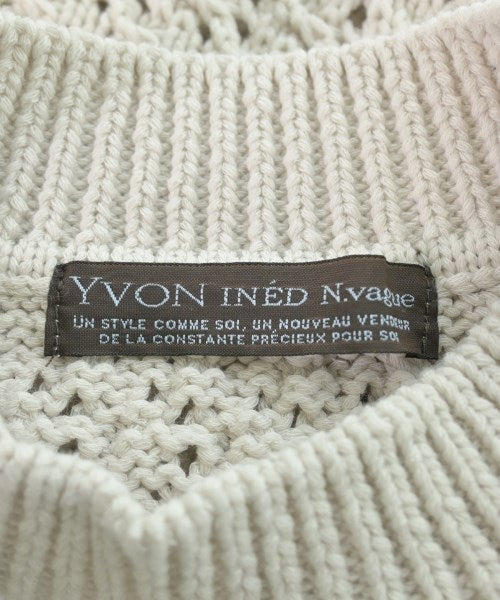 YVON INÉD N.vague
UN STYLE COMME SOI, UN NOUVEAU VENDEUR
DE LA CONSTANTE PRÉCIEUX POUR SOI